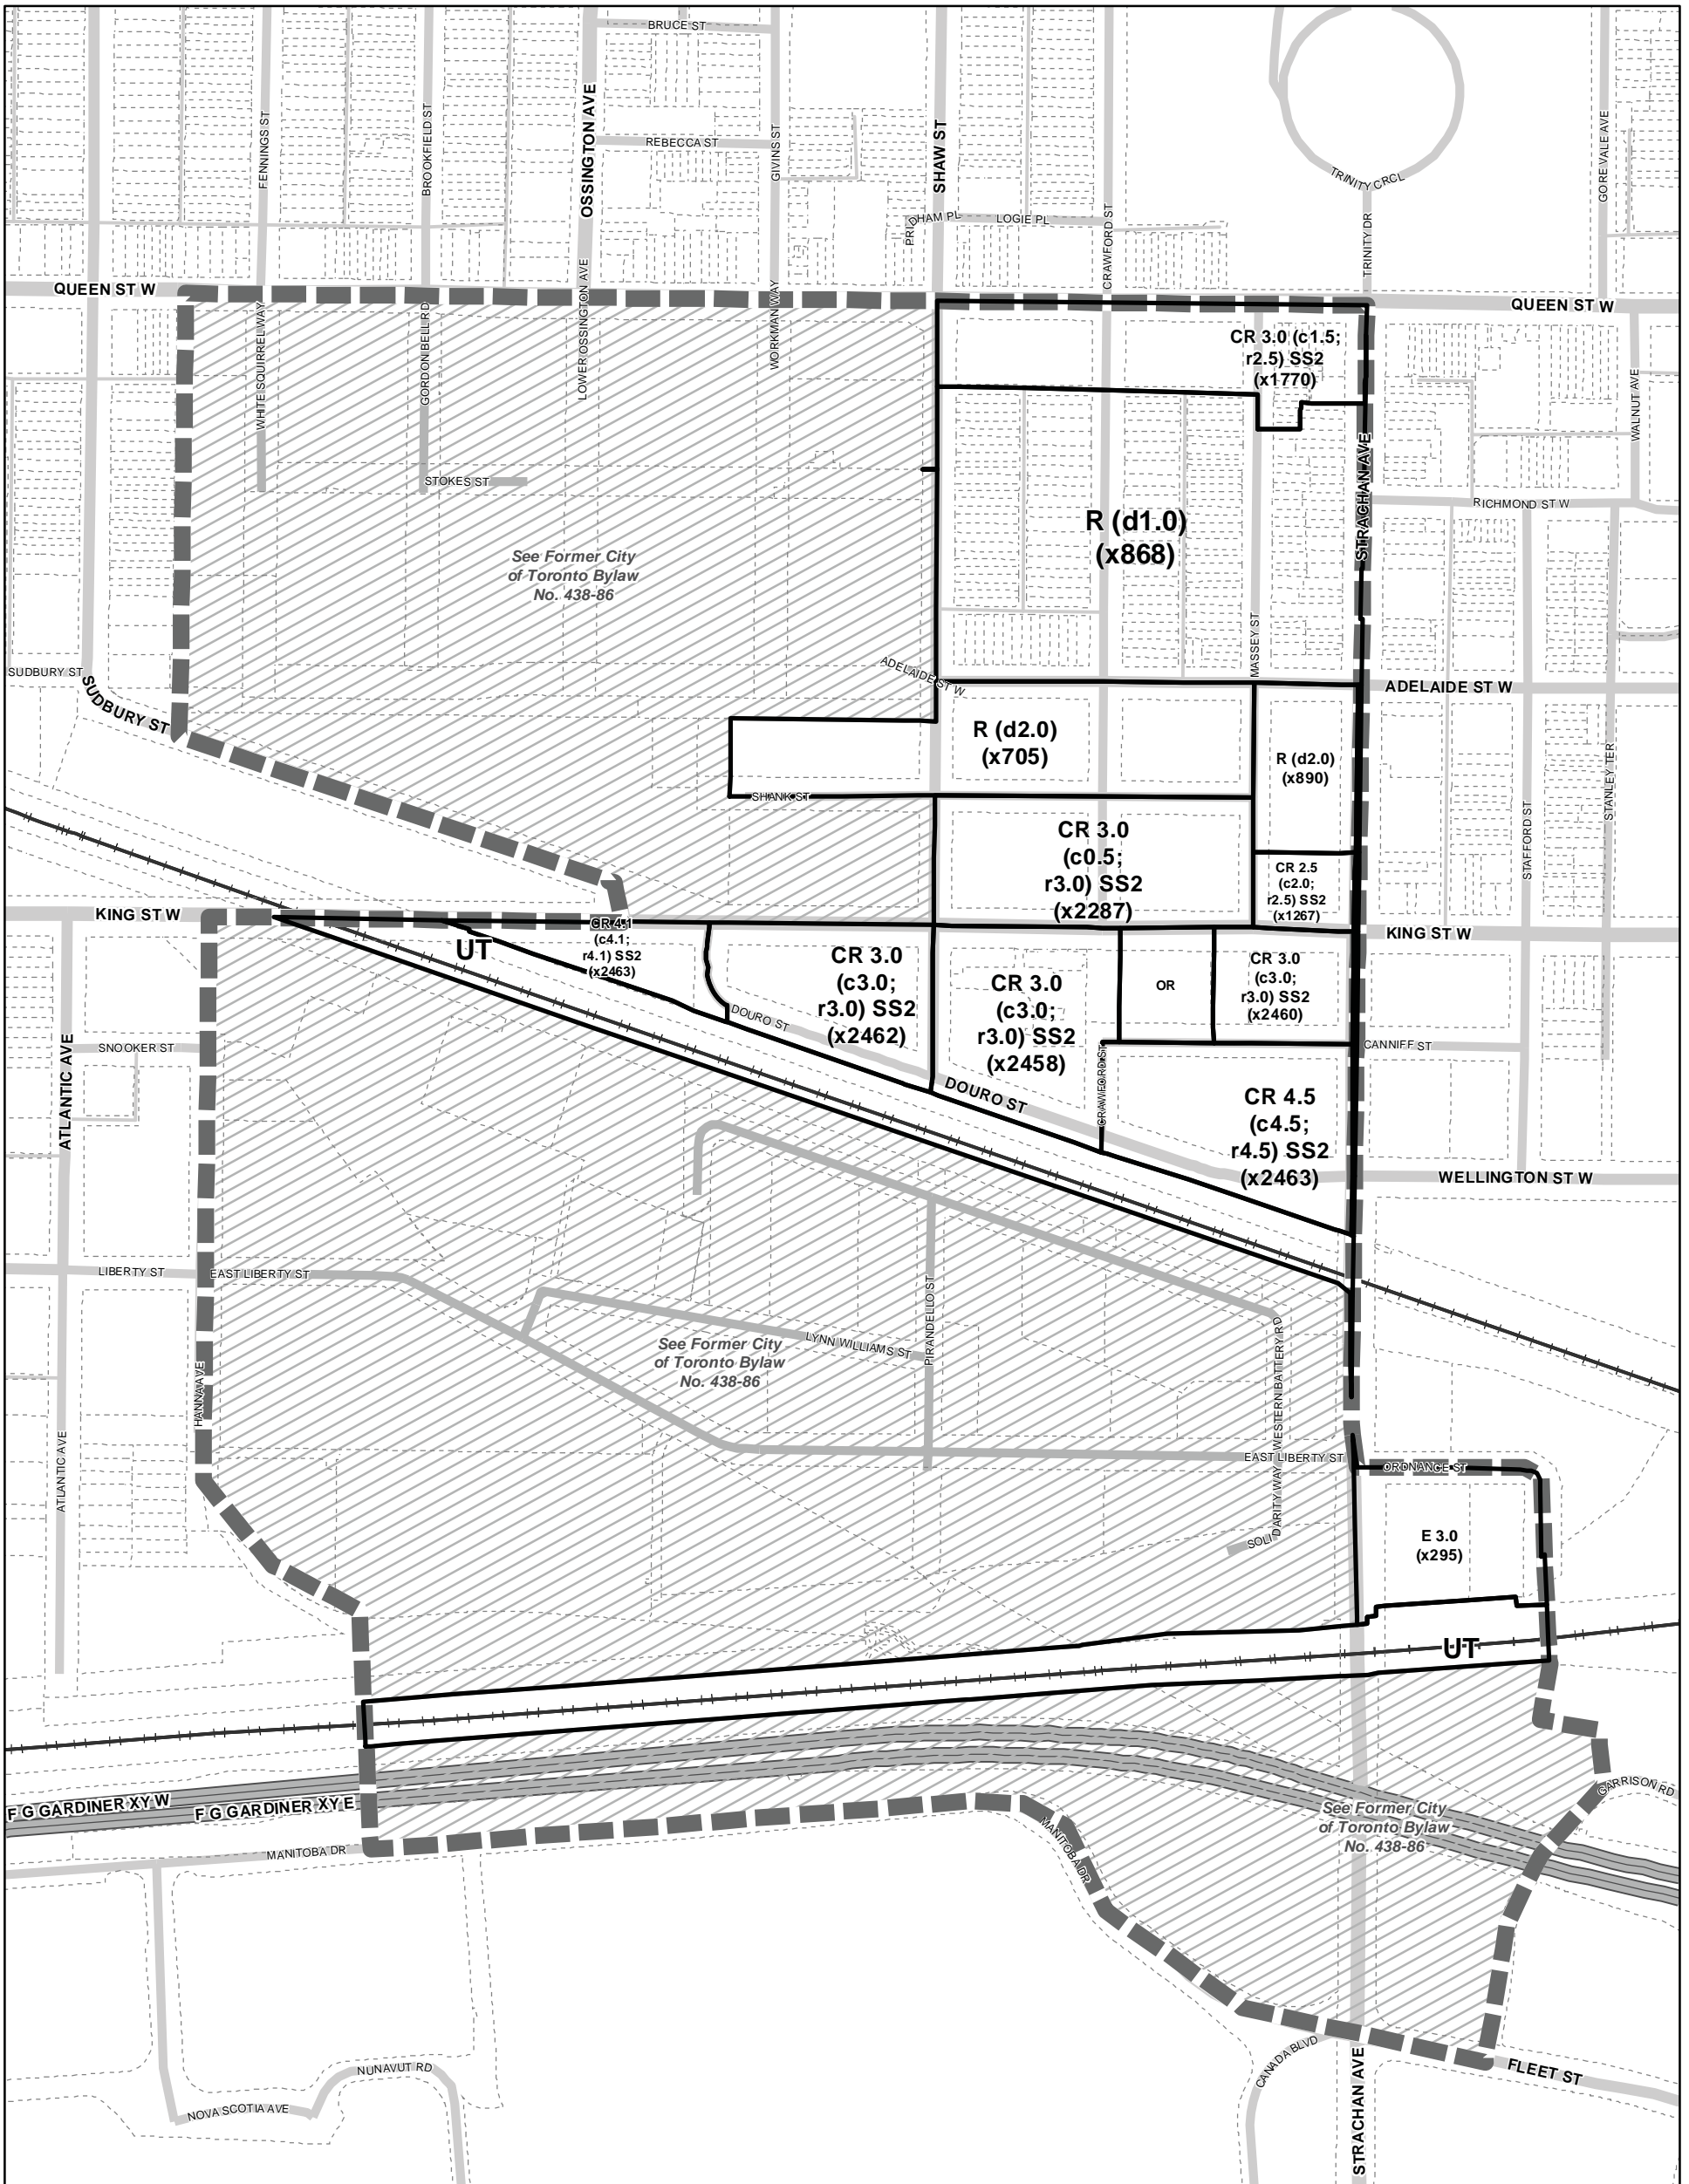 BRUCE ST
FENNINGS ST
BROOKFIELD ST
OSSINGTON AVE
REBECCA ST
GIVINS ST
SHAW ST
TRINITY CRCL
GORE VALE AVE
PRIDHAM PL
LOGIE PL
CRAWFORD ST
TRINITY DR
QUEEN ST W
QUEEN ST W
WHITE SQUIRREL WAY
GORDON BELL RD
LOWER OSSINGTON AVE
WORKMAN WAY
CR 3.0 (c1.5;
r2.5) SS2
(x1770)
WALNUT AVE
STRACHAN AVE
STOKES ST
RICHMOND ST W
R (d1.0)
(x868)
See Former City
of Toronto Bylaw
No. 438-86
MASSEY ST
SUDBURY ST
SUDBURY ST
ADELAIDE ST W
ADELAIDE ST W
R (d2.0)
(x705)
R (d2.0)
(x890)
STANLEY TER
SHANK ST
STAFFORD ST
CR 3.0
(c0.5;
r3.0) SS2
(x2287)
CR 2.5
(c2.0;
r2.5) SS2
(x1267)
KING ST W
KING ST W
UT
CR 4.1
(c4.1;
r4.1) SS2
(x2463)
CR 3.0
(c3.0;
r3.0) SS2
(x2462)
CR 3.0
(c3.0;
r3.0) SS2
(x2458)
OR
CR 3.0
(c3.0;
r3.0) SS2
(x2460)
DOURO ST
ATLANTIC AVE
SNOOKER ST
CANNIFF ST
CRAWFORD ST
DOURO ST
CR 4.5
(c4.5;
r4.5) SS2
(x2463)
WELLINGTON ST W
LIBERTY ST
EAST LIBERTY ST
PIRANDELLO ST
LYNN WILLIAMS ST
WESTERN BATTERY RD
See Former City
of Toronto Bylaw
No. 438-86
HANNA AVE
ATLANTIC AVE
EAST LIBERTY ST
ORDNANCE ST
SOLIDARITY WAY
E 3.0
(x295)
UT
F G GARDINER XY W
F G GARDINER XY E
GARRISON RD
See Former City
of Toronto Bylaw
No. 438-86
MANITOBA DR
MANITOBA DR
CANADA BLVD
FLEET ST
NUNAVUT RD
NOVA SCOTIA AVE
STRACHAN AVE